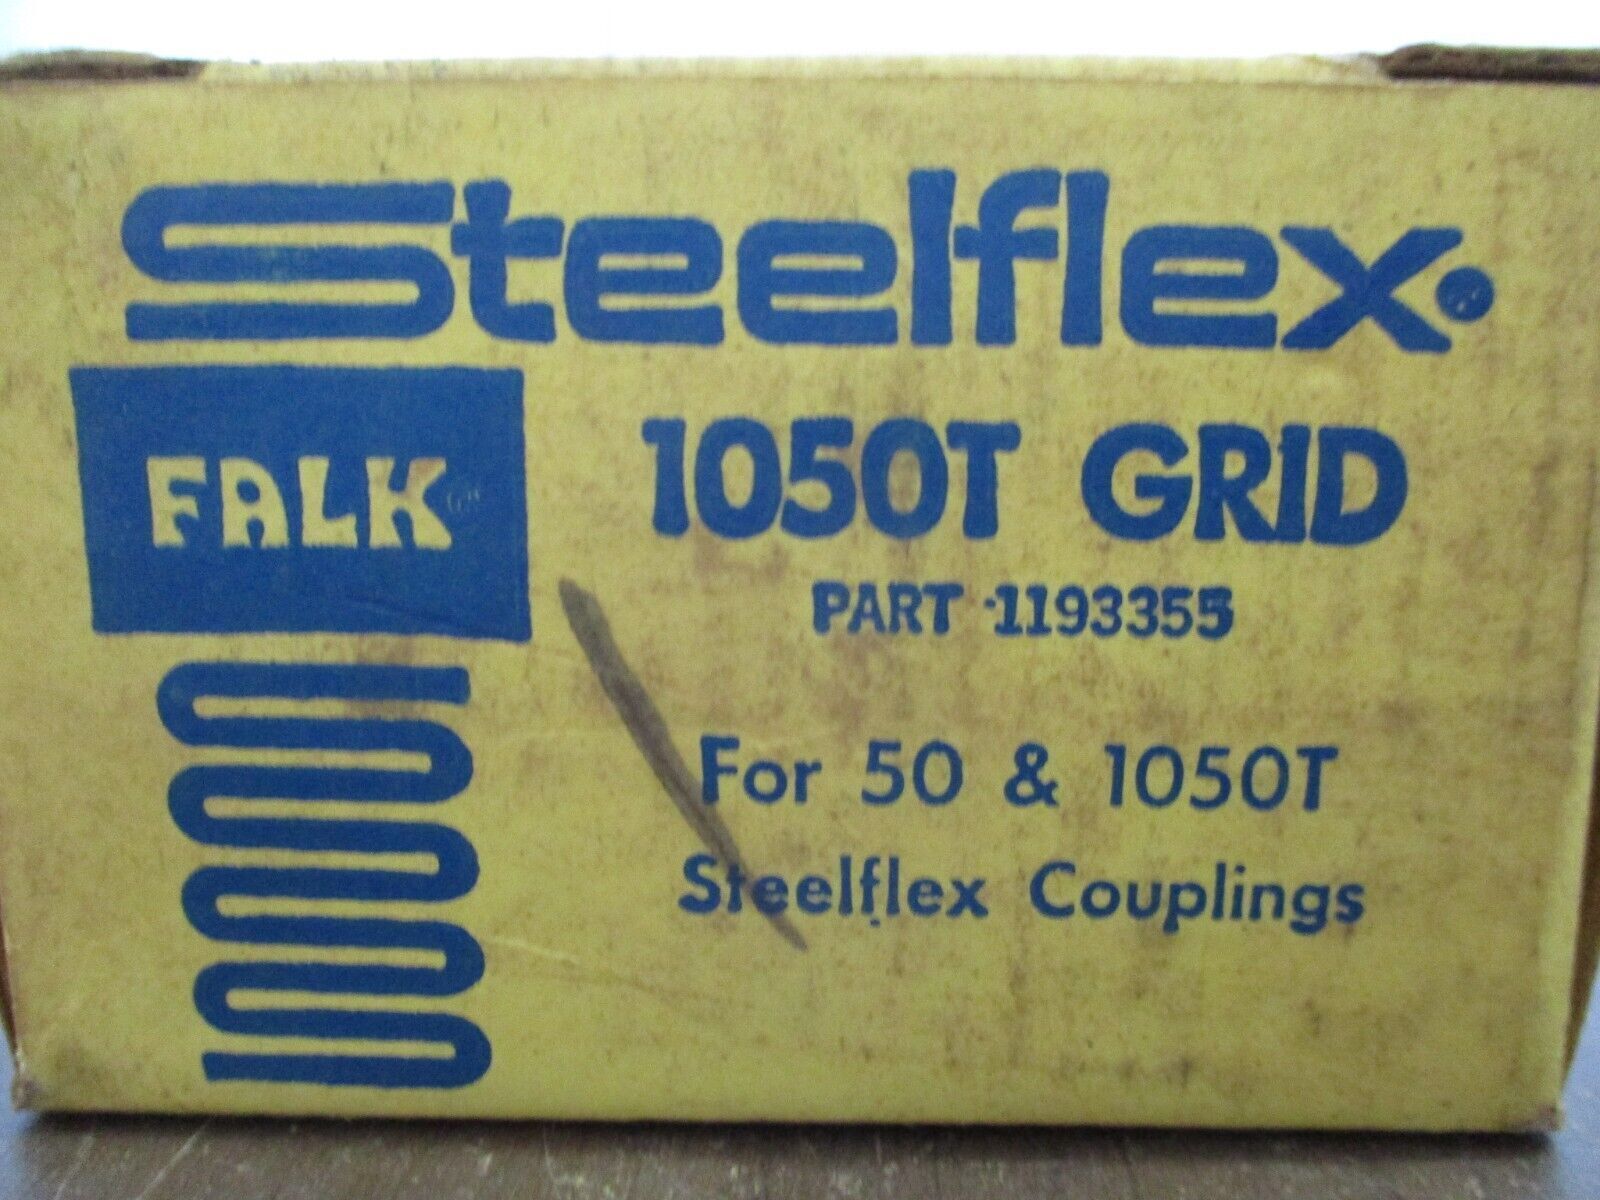 Steelflex®
FALK
1050T GRID
PART 1193355
For 50 & 1050T
Steelflex Couplings